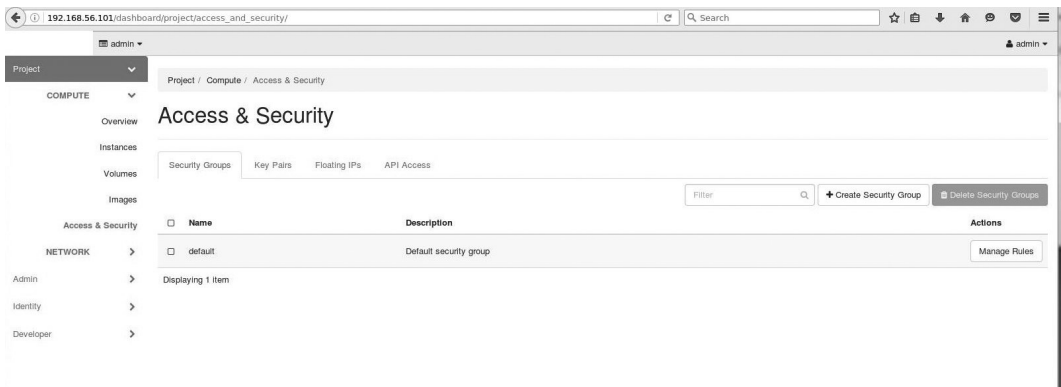 192.168.56.101/dashboard/project/access_and_security/
Search
admin
admin
Project
COMPUTE
Overview
Instances
Volumes
Images
Access & Security
NETWORK
Admin
Identity
Developer
Project / Compute / Access & Security
Access & Security
Security Groups Key Pairs Floating IPs API Access
Filter + Create Security Group Delete Security Groups
Name Description Actions
default Default security group Manage Rules
Displaying 1 item